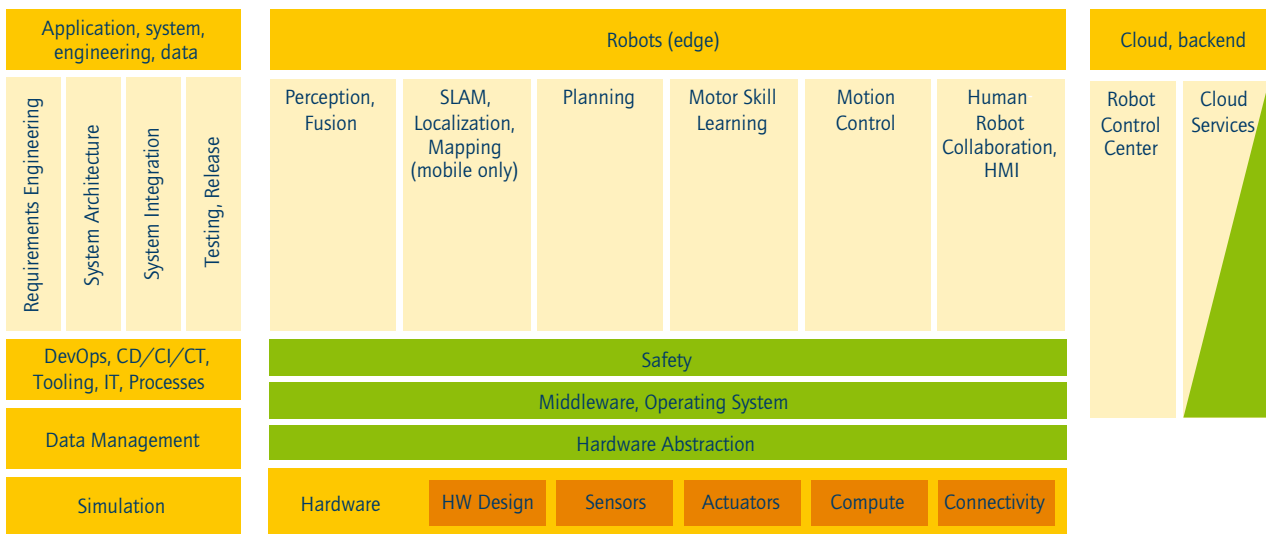 Application, system,
engineering, data
Robots (edge)
Cloud, backend
Requirements Engineering
System Architecture
System Integration
Testing, Release
Perception,
Fusion
SLAM,
Localization,
Mapping
(mobile only)
Planning
Motor Skill
Learning
Motion
Control
Human
Robot
Collaboration,
HMI
Robot
Control
Center
Cloud
Services
DevOps, CD/CI/CT,
Tooling, IT, Processes
Safety
Middleware, Operating System
Data Management
Hardware Abstraction
Simulation
Hardware
HW Design
Sensors
Actuators
Compute
Connectivity